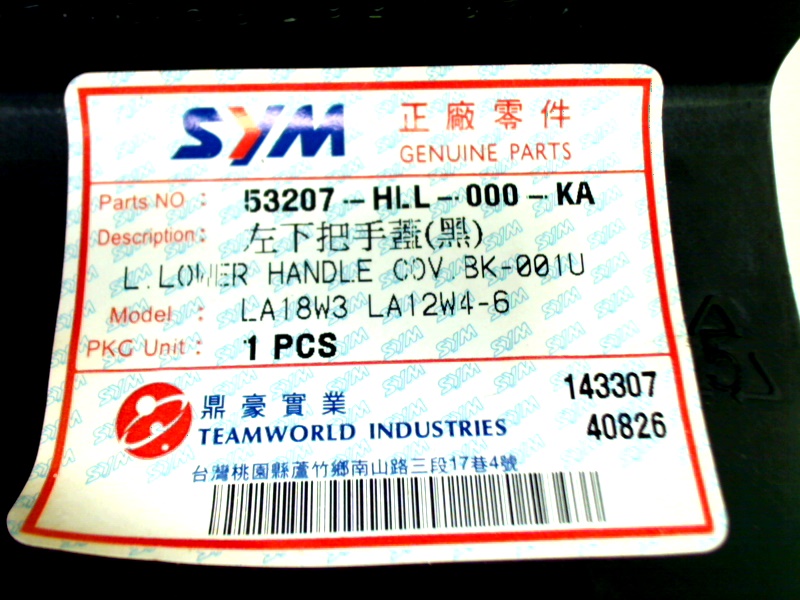 SYM 正廠零件
GENUINE PARTS
Parts NO : 53207-HLL-000-KA
Description: 左下把手蓋(黑)
L.LOWER HANDLE COV BK-001U
Model : LA18W3 LA12W4-6
PKG Unit : 1 PCS
143307
鼎豪實業
TEAMWORLD INDUSTRIES 40826
台灣桃園縣蘆竹鄉南山路三段17巷4號